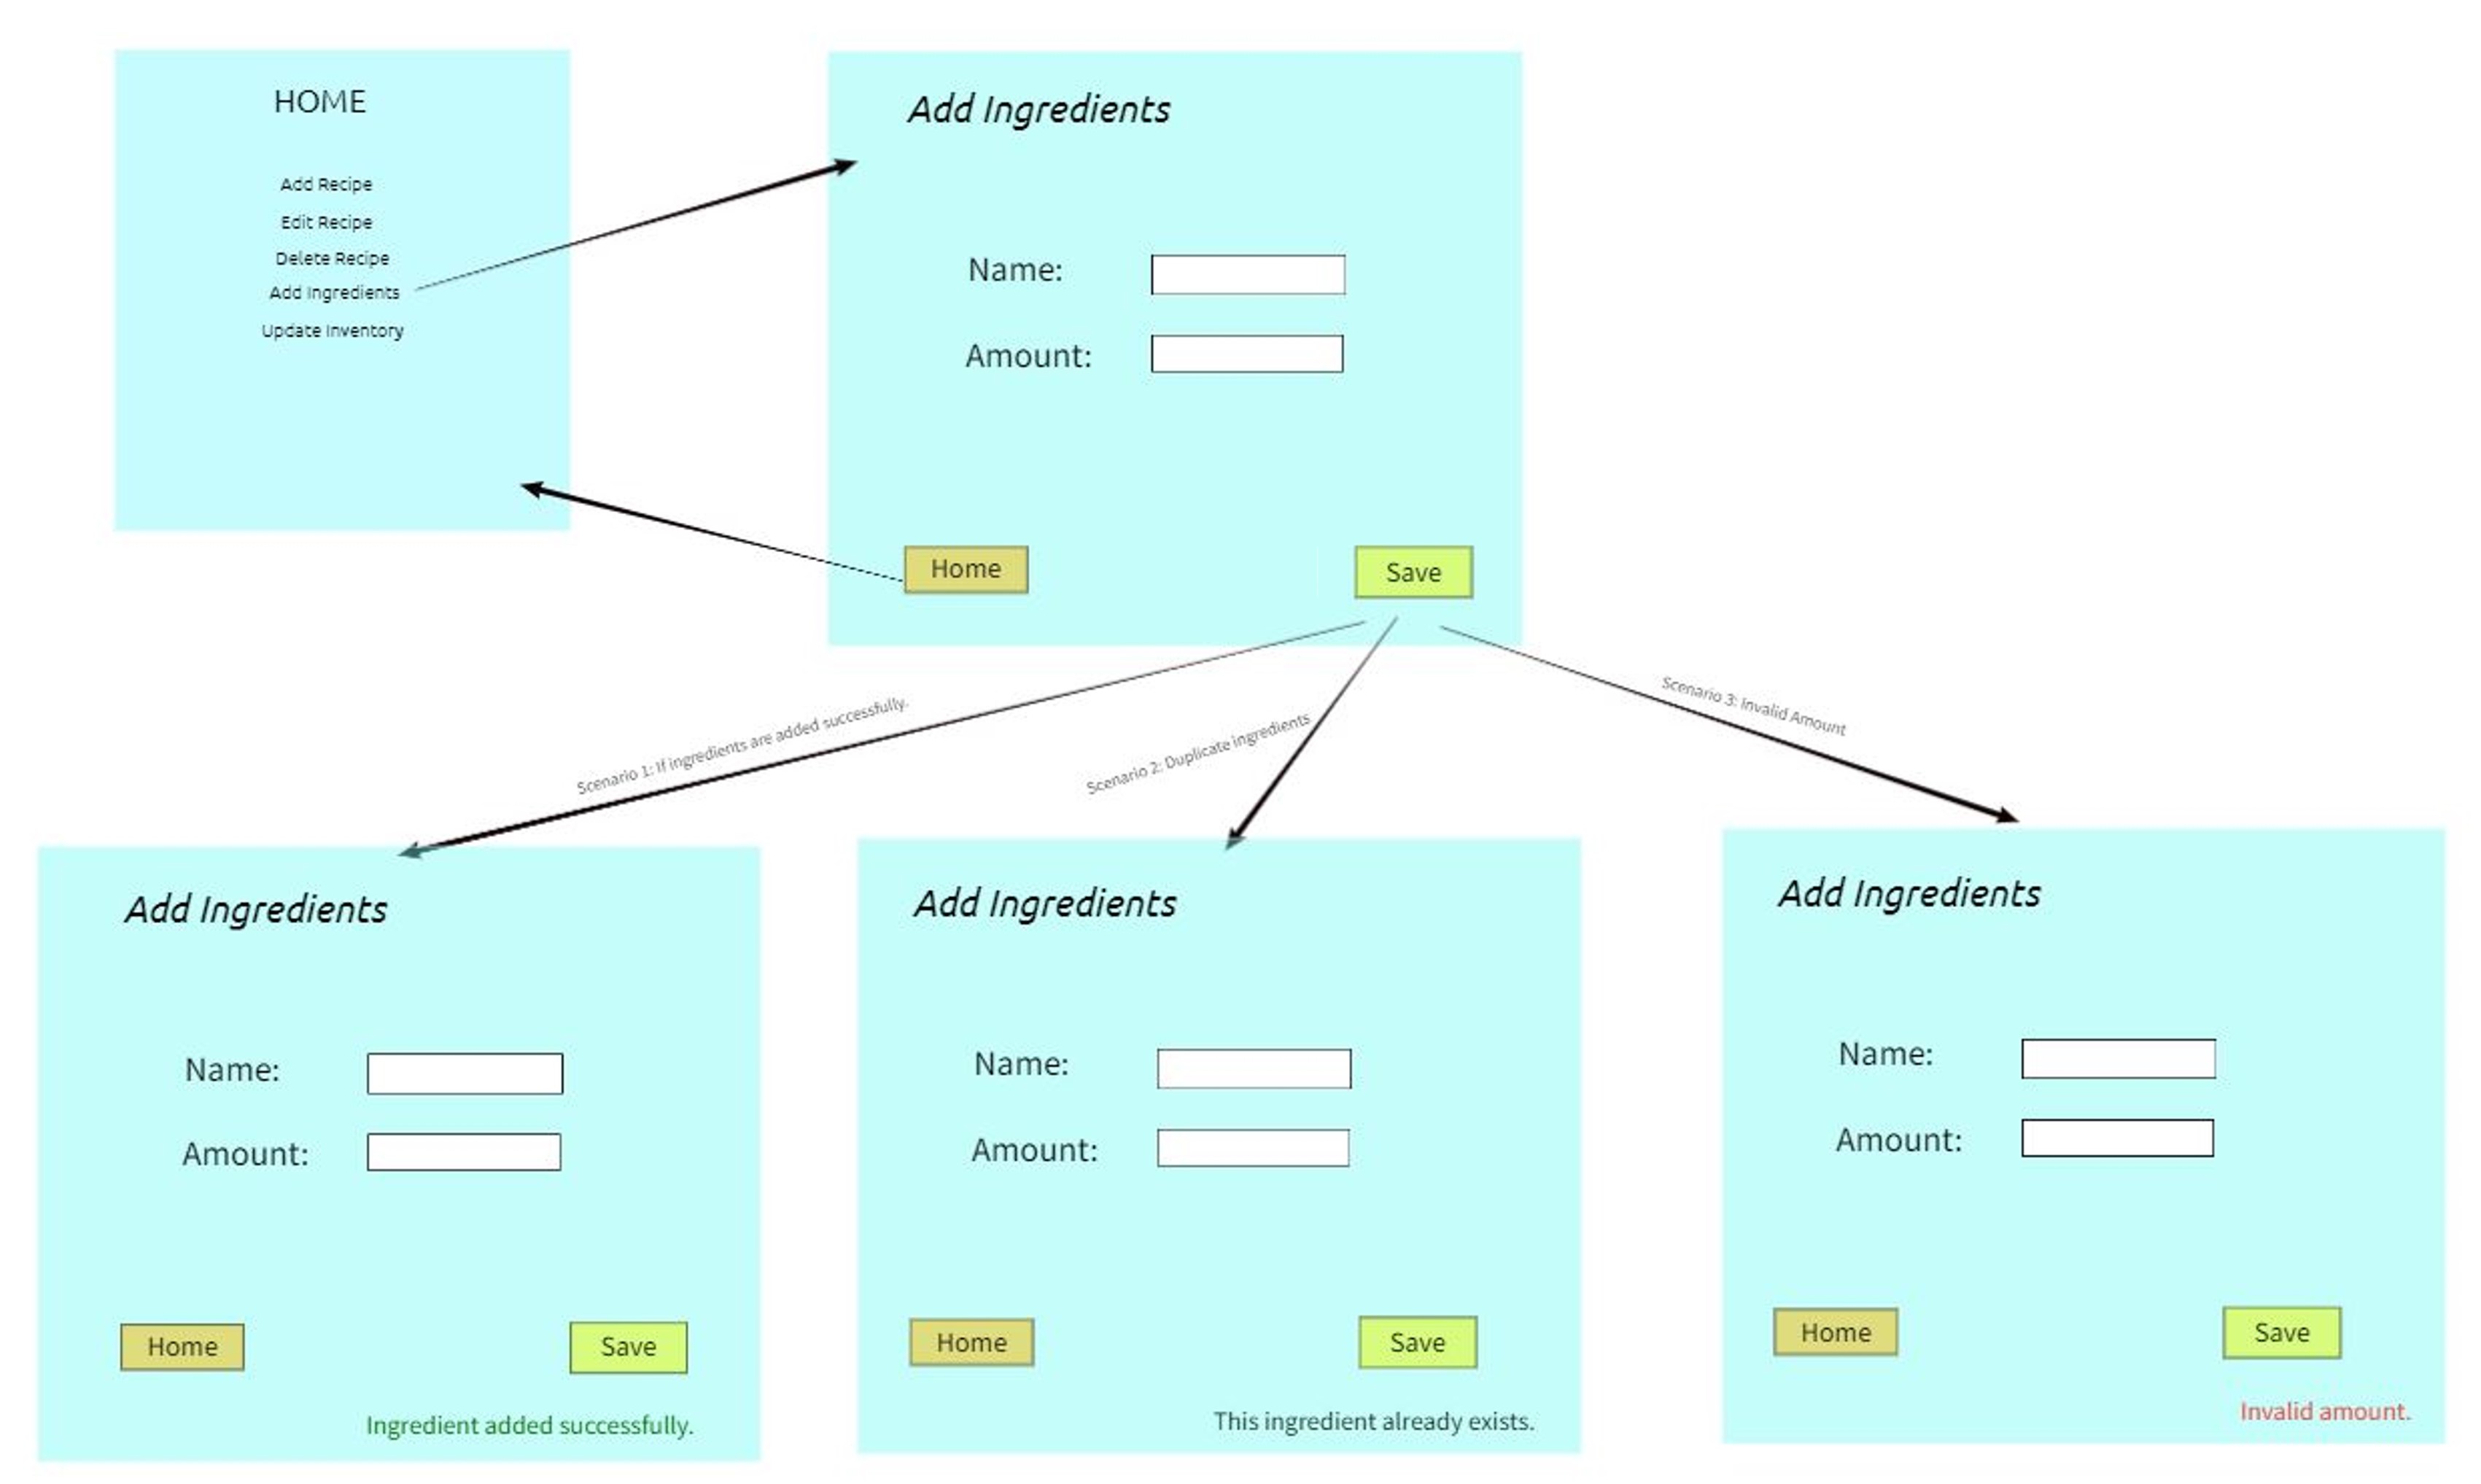 HOME
Add Recipe
Edit Recipe
Delete Recipe
Add Ingredients
Update Inventory
Add Ingredients
Name:
Amount:
Home
Save
Scenario 1: If ingredients are added successfully.
Scenario 2: Duplicate ingredients
Scenario 3: Invalid Amount
Add Ingredients
Name:
Amount:
Home
Save
Ingredient added successfully.
Add Ingredients
Name:
Amount:
Home
Save
This ingredient already exists.
Add Ingredients
Name:
Amount:
Home
Save
Invalid amount.